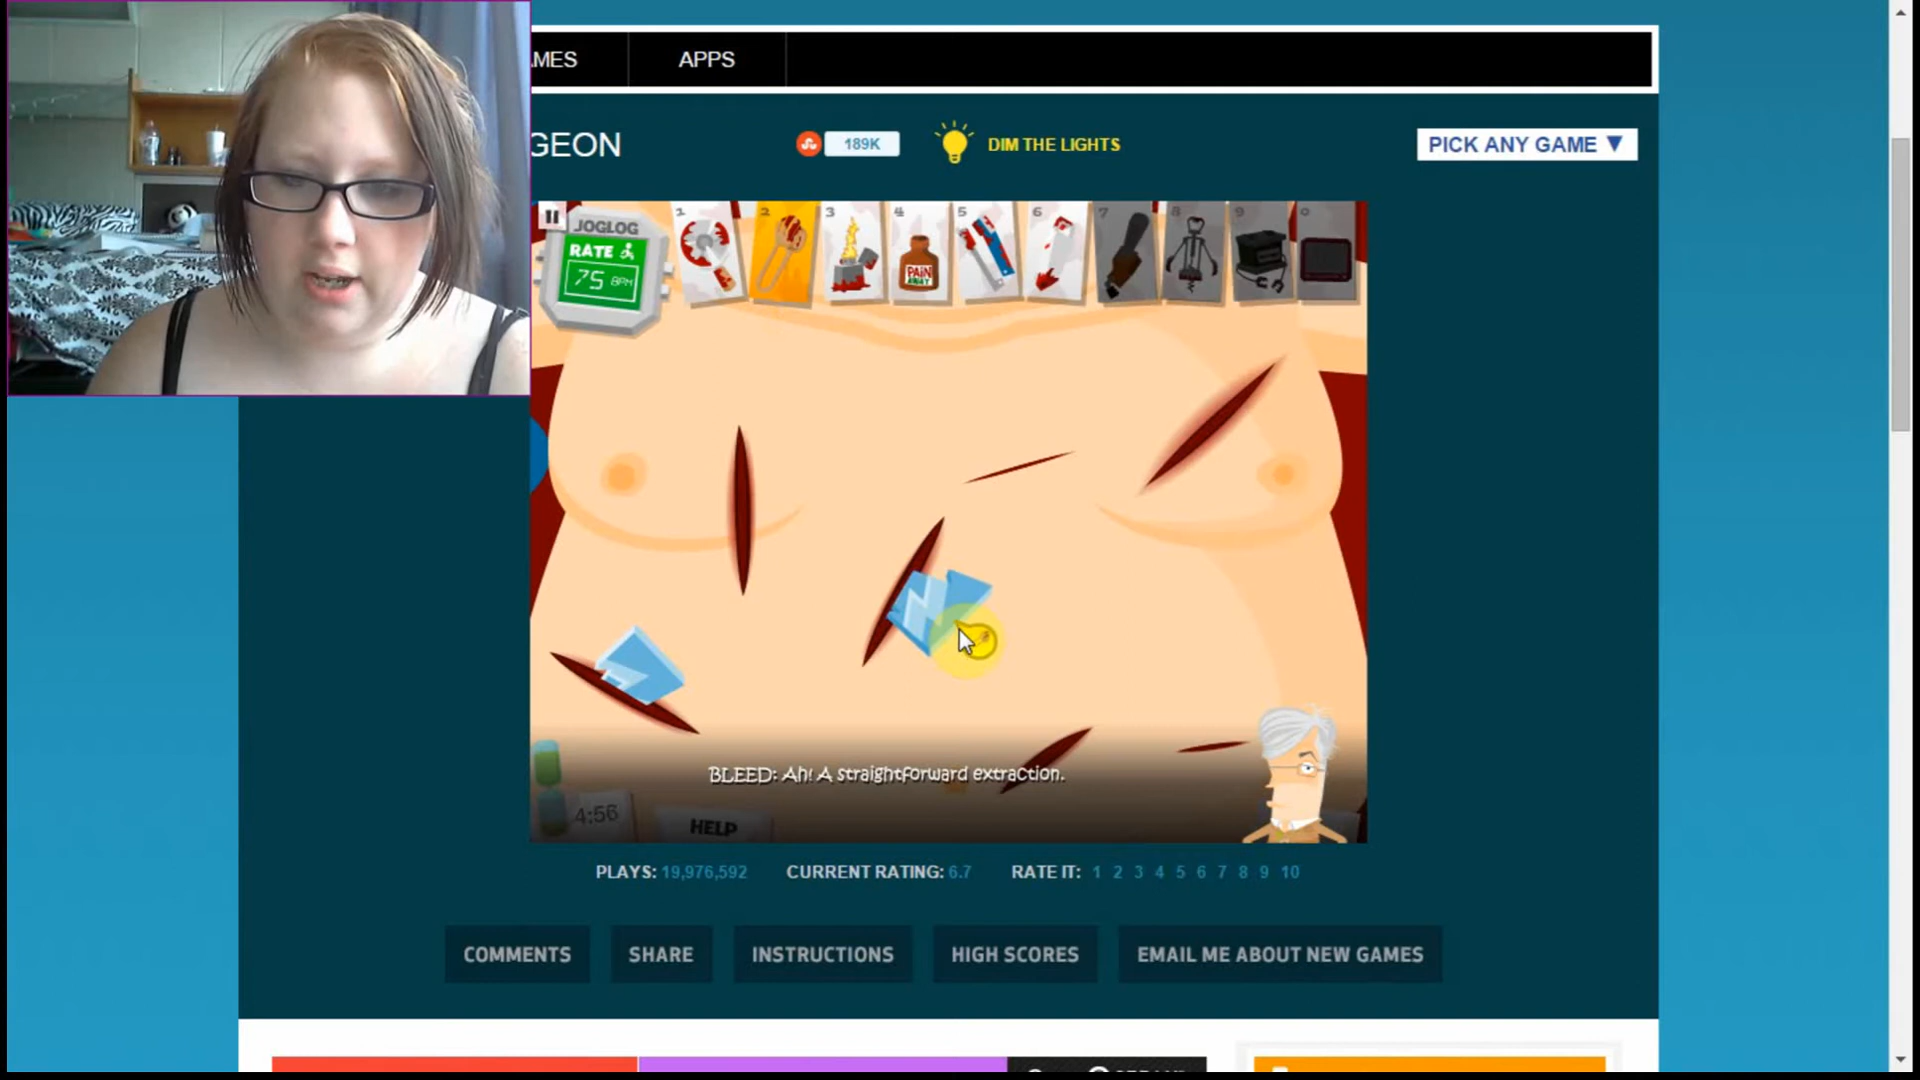 MES
APPS
GEON
189K
DIM THE LIGHTS
PICK ANY GAME ▼
1 2 3 4 5 6 7 8 9 0
JOGLOG
RATE
75 BPM
PAIN
AWAY
BLEED: Ah! A straightforward extraction.
4:56
HELP
PLAYS: 19,976,592
CURRENT RATING: 6.7
RATE IT: 1 2 3 4 5 6 7 8 9 10
COMMENTS
SHARE
INSTRUCTIONS
HIGH SCORES
EMAIL ME ABOUT NEW GAMES